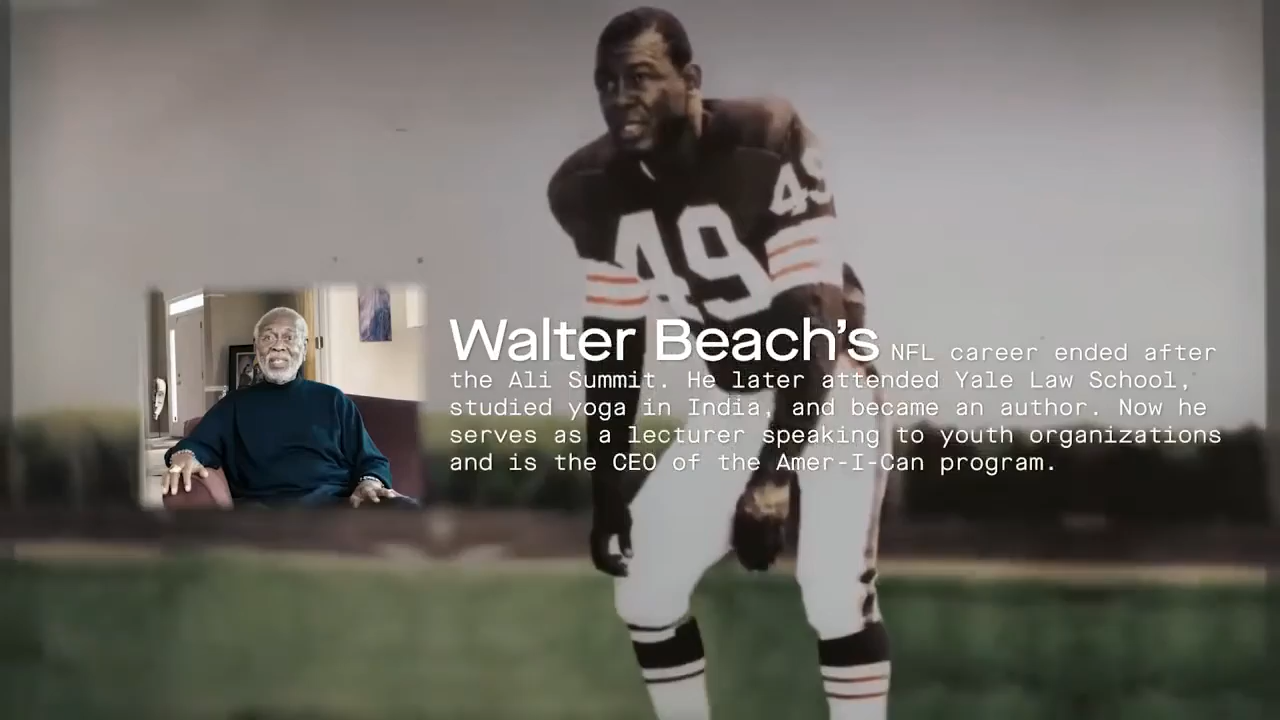 49
49
Walter Beach's NFL career ended after
the Ali Summit. He later attended Yale Law School,
studied yoga in India, and became an author. Now he
serves as a lecturer speaking to youth organizations
and is the CEO of the Amer-I-Can program.